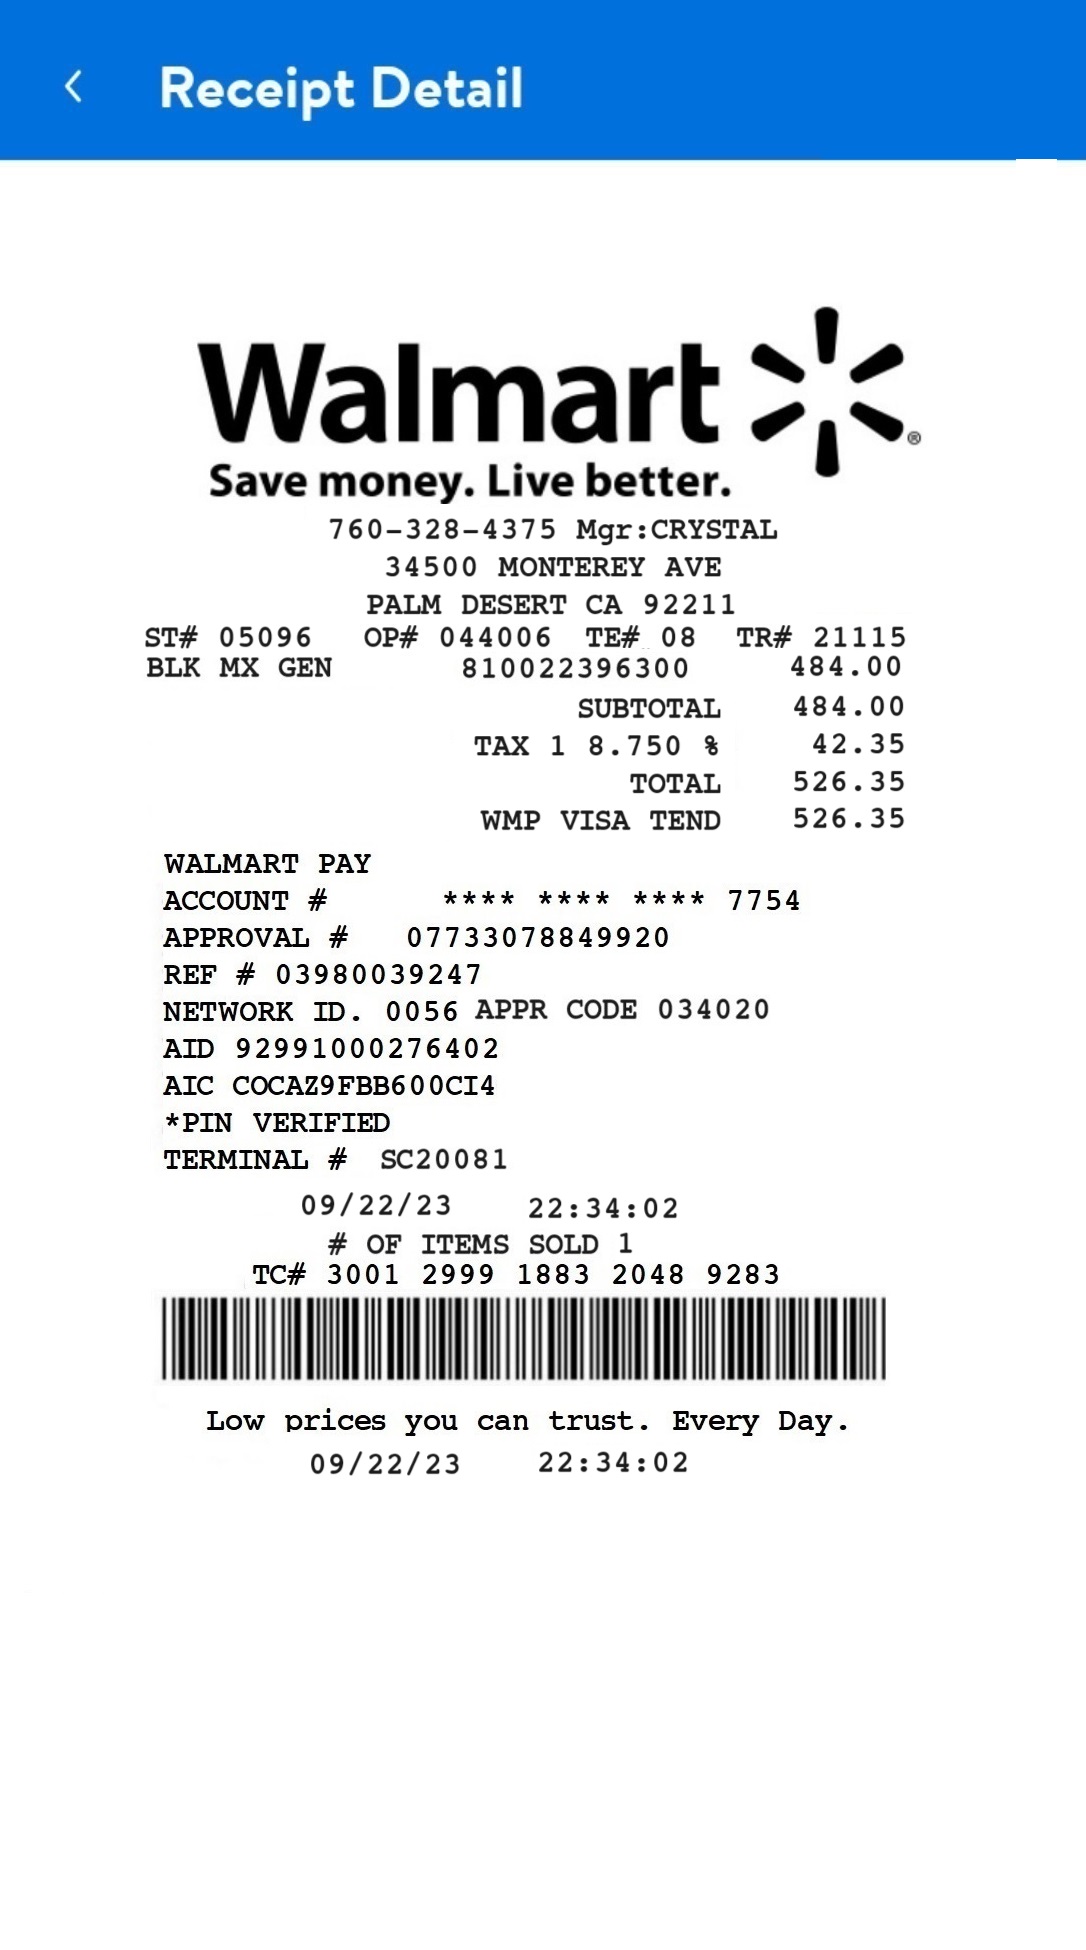 Receipt Detail
Walmart
Save money. Live better.
760-328-4375 Mgr:CRYSTAL
34500 MONTEREY AVE
PALM DESERT CA 92211
ST# 05096 OP# 044006 TE# 08 TR# 21115
BLK MX GEN 810022396300 484.00
SUBTOTAL 484.00
TAX 1 8.750 % 42.35
TOTAL 526.35
WMP VISA TEND 526.35
WALMART PAY
ACCOUNT # **** **** **** 7754
APPROVAL # 07733078849920
REF # 03980039247
NETWORK ID. 0056 APPR CODE 034020
AID 92991000276402
AIC COCAZ9FBB600CI4
*PIN VERIFIED
TERMINAL # SC20081
09/22/23 22:34:02
# OF ITEMS SOLD 1
TC# 3001 2999 1883 2048 9283
Low prices you can trust. Every Day.
09/22/23 22:34:02